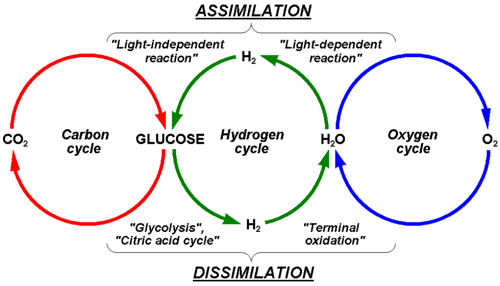 ASSIMILATION
"Light-independent
reaction"
H₂
"Light-dependent
reaction"
CO₂
Carbon
cycle
GLUCOSE
Hydrogen
cycle
H₂O
Oxygen
cycle
O₂
"Glycolysis",
"Citric acid cycle"
H₂
"Terminal
oxidation"
DISSIMILATION